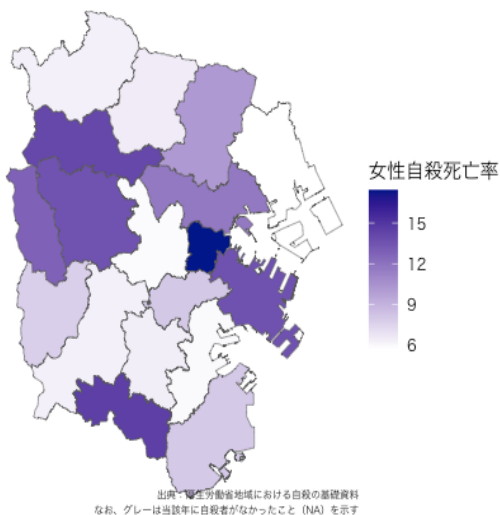 女性自殺死亡率
15
12
9
6
出典：厚生労働省地域における自殺の基礎資料
なお、グレーは当該年に自殺者がなかったこと（NA）を示す